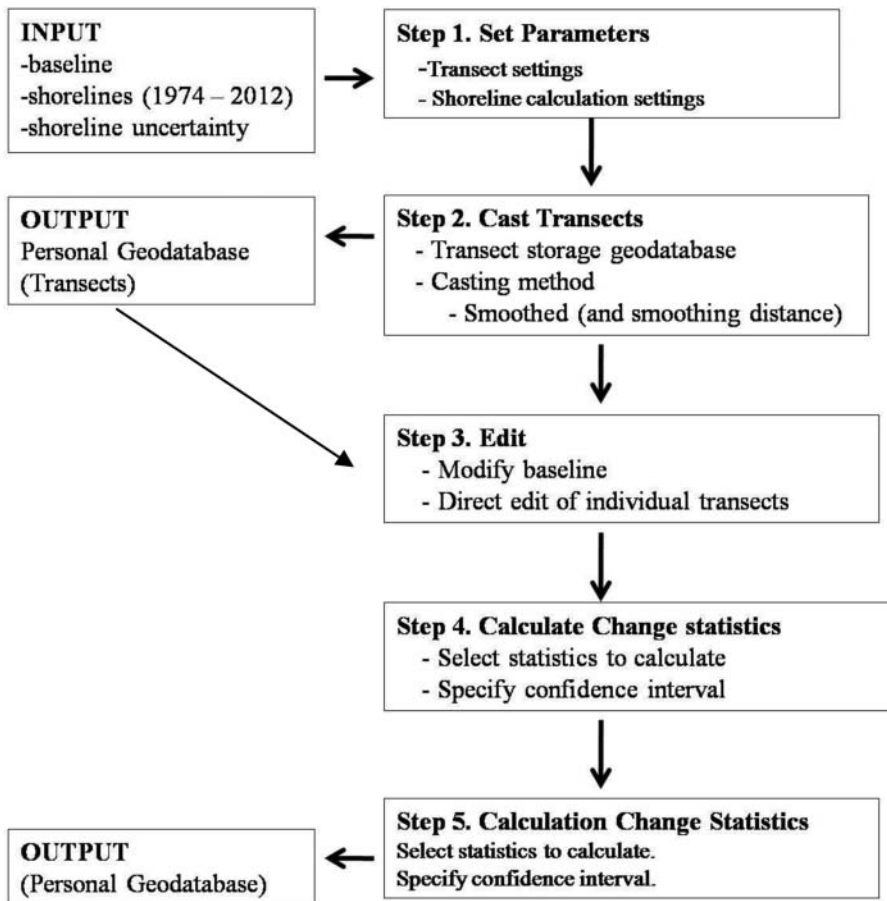 INPUT
-baseline
-shorelines (1974 – 2012)
-shoreline uncertainty
Step 1. Set Parameters
-Transect settings
- Shoreline calculation settings
OUTPUT
Personal Geodatabase
(Transects)
Step 2. Cast Transects
- Transect storage geodatabase
- Casting method
- Smoothed (and smoothing distance)
Step 3. Edit
- Modify baseline
- Direct edit of individual transects
Step 4. Calculate Change statistics
- Select statistics to calculate
- Specify confidence interval
Step 5. Calculation Change Statistics
Select statistics to calculate.
Specify confidence interval.
OUTPUT
(Personal Geodatabase)